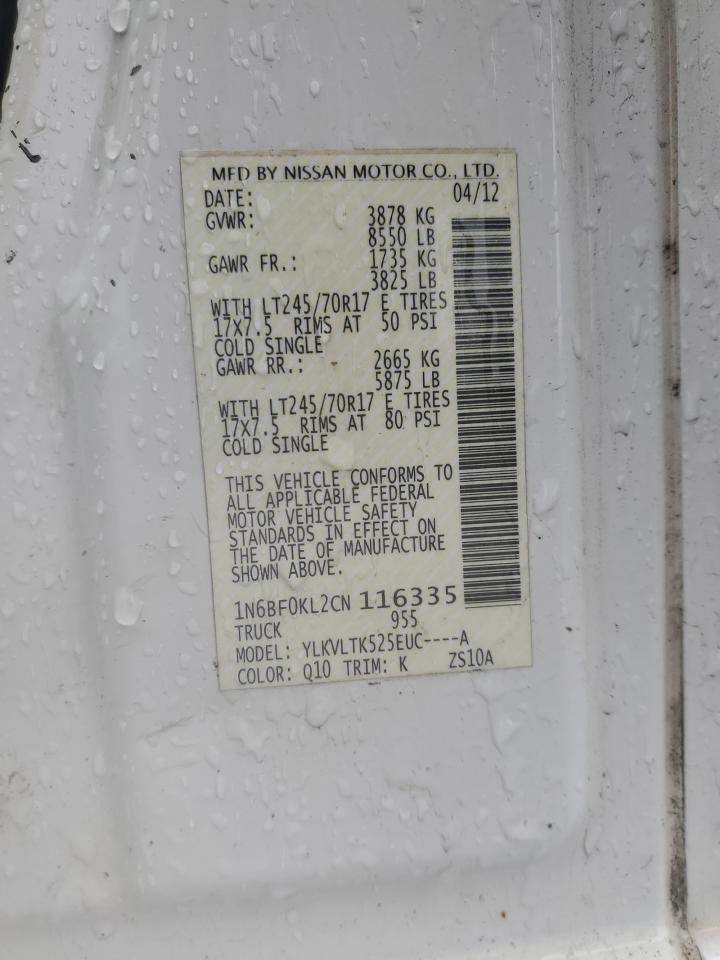 MFD BY NISSAN MOTOR CO., LTD.
DATE: 04/12
GVWR: 3878 KG
8550 LB
GAWR FR.: 1735 KG
3825 LB
WITH LT245/70R17 E TIRES
17X7.5 RIMS AT 50 PSI
COLD SINGLE
GAWR RR.: 2665 KG
5875 LB
WITH LT245/70R17 E TIRES
17X7.5 RIMS AT 80 PSI
COLD SINGLE
THIS VEHICLE CONFORMS TO
ALL APPLICABLE FEDERAL
MOTOR VEHICLE SAFETY
STANDARDS IN EFFECT ON
THE DATE OF MANUFACTURE
SHOWN ABOVE.
1N6BF0KL2CN 116335
TRUCK 955
MODEL: YLKVLTK525EUC----A
COLOR: Q10 TRIM: K ZS10A